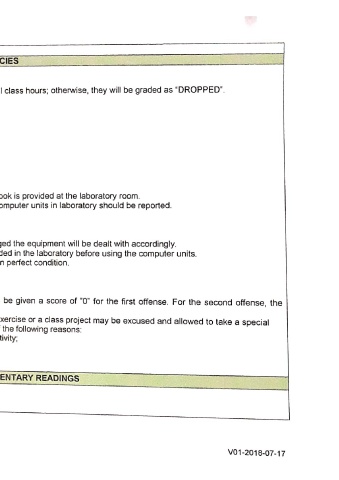 CIES
l class hours; otherwise, they will be graded as "DROPPED".
ook is provided at the laboratory room.
omputer units in laboratory should be reported.
ged the equipment will be dealt with accordingly.
ded in the laboratory before using the computer units.
n perfect condition.
be given a score of "0" for the first offense. For the second offense, the
xercise or a class project may be excused and allowed to take a special
the following reasons:
tivity;
ENTARY READINGS
V01-2018-07-17